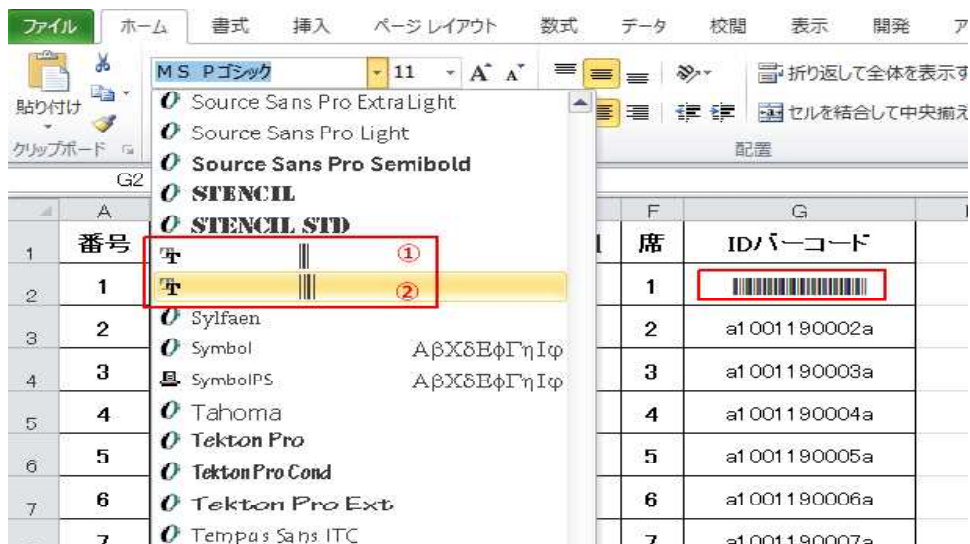 ファイル ホーム 書式 挿入 ページ レイアウト 数式 データ 校閲 表示 開発 ア
貼り付け
クリップボード
ＭＳ Ｐゴシック 11 A A
折り返して全体を表示す
セルを結合して中央揃え
配置
G2
Source Sans Pro ExtraLight
Source Sans Pro Light
Source Sans Pro Semibold
STENCIL
STENCIL STD
①
②
Sylfaen
Symbol ΑβΧδΕφΓηΙφ
SymbolPS ΑβΧδΕφΓηΙφ
Tahoma
Tekton Pro
Tekton Pro Cond
Tekton Pro Ext
Tempus Sans ITC
A F G
1 番号 席 IDバーコード
2 1 1
3 2 2 a1001190002a
4 3 3 a1001190003a
5 4 4 a1001190004a
6 5 5 a1001190005a
7 6 6 a1001190006a
7 7 a1001190007a